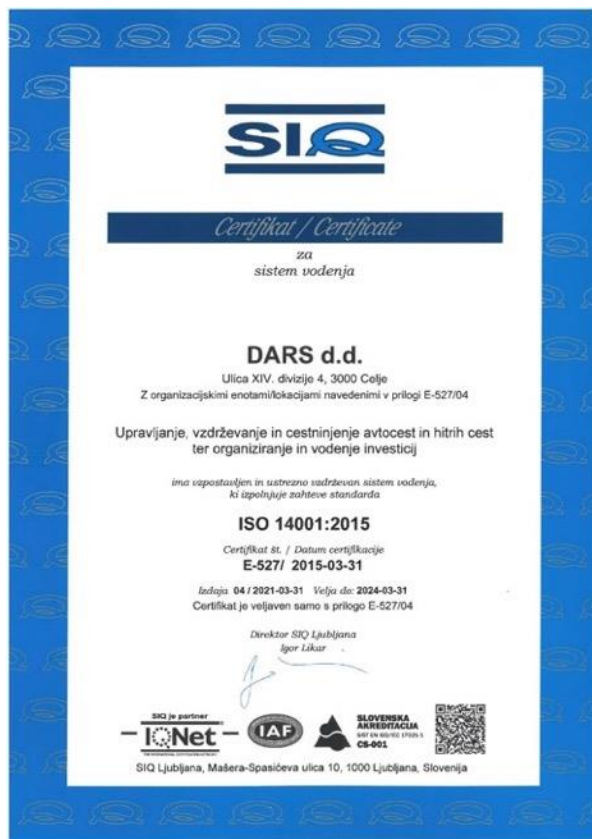 SIQ
Certifikat / Certificate
za
sistem vodenja
DARS d.d.
Ulica XIV. divizije 4, 3000 Celje
Z organizacijskimi enotami/lokacijami navedenimi v prilogi E-527/04
Upravljanje, vzdrževanje in cestninjenje avtocest in hitrih cest
ter organiziranje in vodenje investicij
ima vzpostavljen in ustrezno vzdrževan sistem vodenja,
ki izpolnjuje zahteve standarda
ISO 14001:2015
Certifikat št. / Datum certifikacije
E-527/ 2015-03-31
Izdaja 04 / 2021-03-31 Velja do: 2024-03-31
Certifikat je veljaven samo s prilogo E-527/04
Direktor SIQ Ljubljana
Igor Likar
SIQ je partner
IQNet
IAF
SLOVENSKA
AKREDITACIJA
CS-001
SIQ Ljubljana, Mašera-Spasićeva ulica 10, 1000 Ljubljana, Slovenija